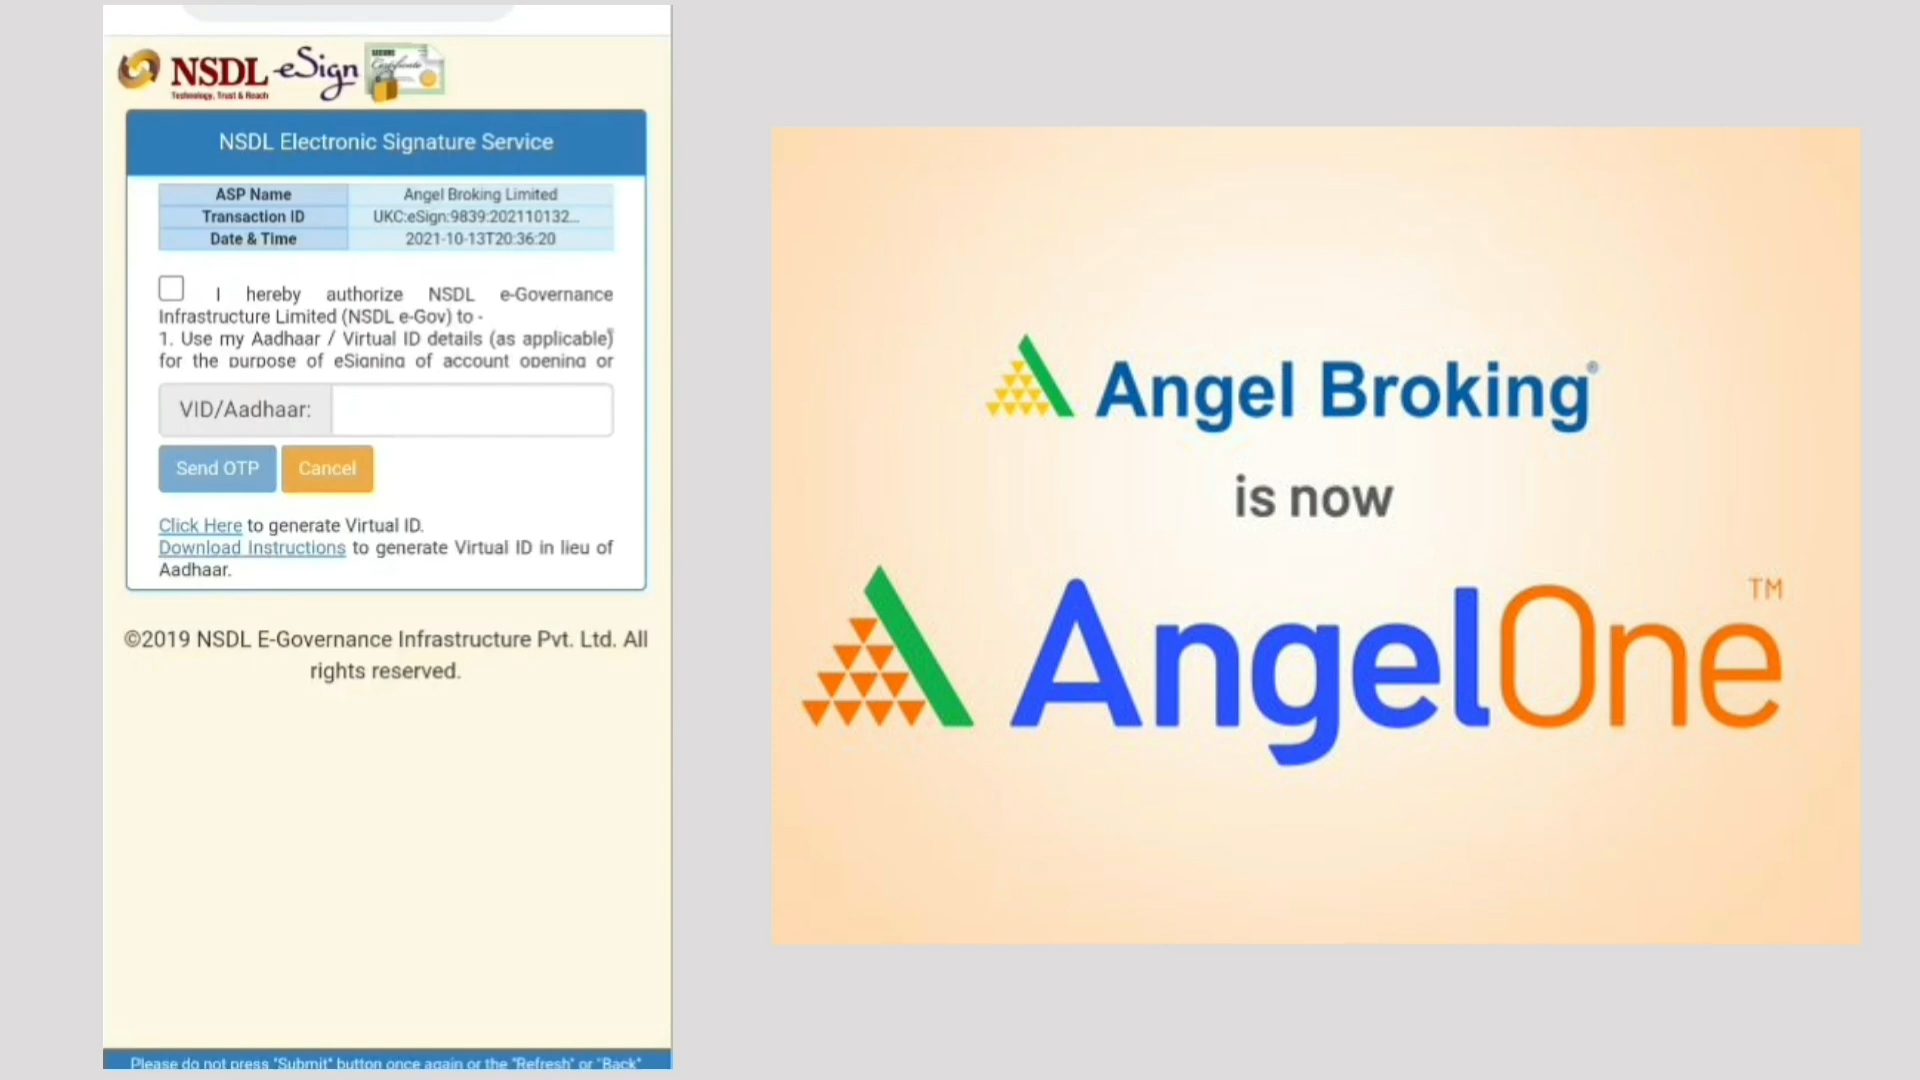 NSDL eSign
Technology, Trust & Reach
SECURE
Certificate
NSDL Electronic Signature Service
ASP Name Angel Broking Limited
Transaction ID UKC:eSign:9839:202110132...
Date & Time 2021-10-13T20:36:20
I hereby authorize NSDL e-Governance
Infrastructure Limited (NSDL e-Gov) to -
1. Use my Aadhaar / Virtual ID details (as applicable)
for the purpose of eSigning of account opening or
VID/Aadhaar:
Send OTP Cancel
Click Here to generate Virtual ID.
Download Instructions to generate Virtual ID in lieu of
Aadhaar.
©2019 NSDL E-Governance Infrastructure Pvt. Ltd. All
rights reserved.
Please do not press "Submit" button once again or the "Refresh" or "Back"
Angel Broking®
is now
AngelOne™